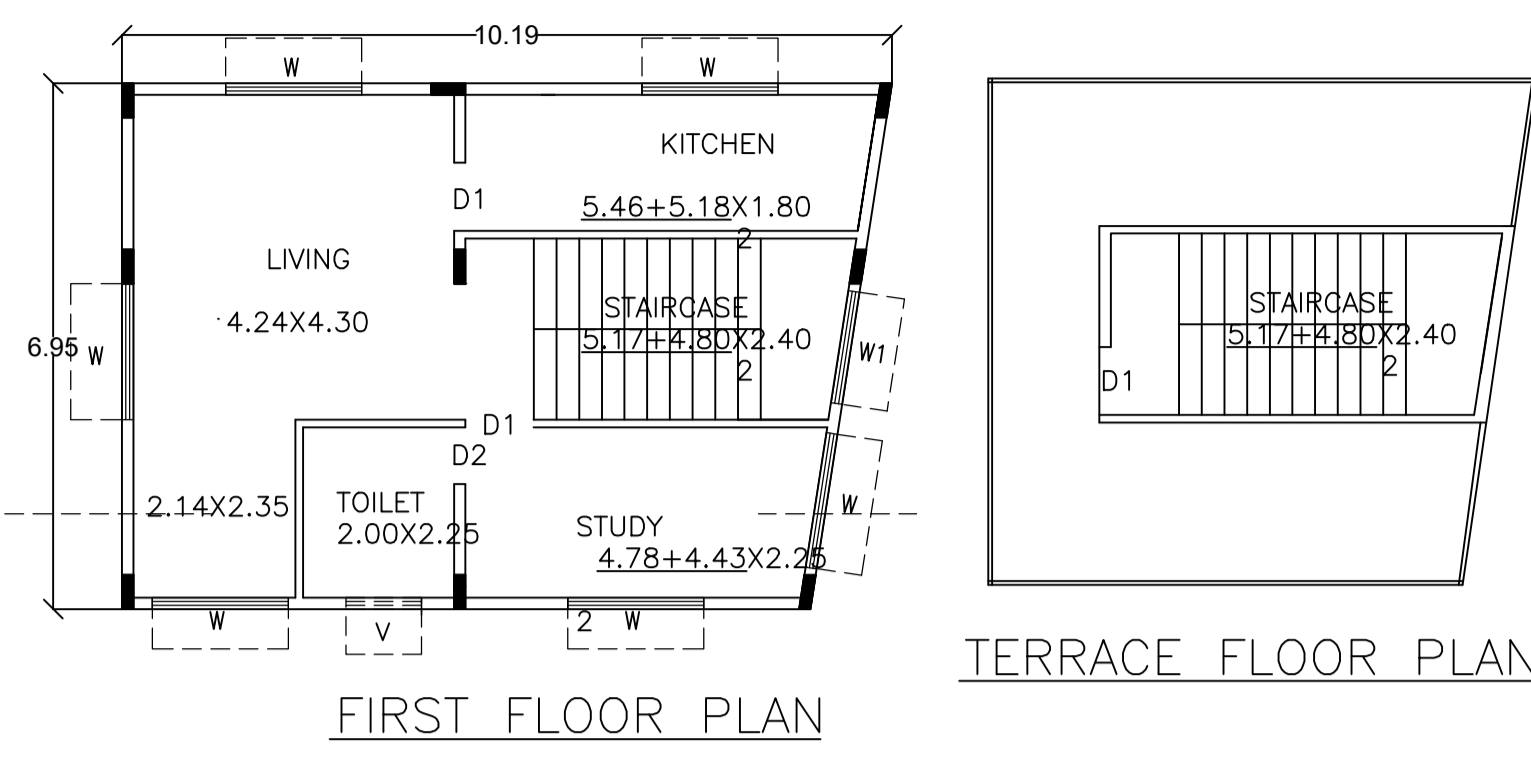 10.19
W
W
KITCHEN
D1
5.46+5.18X1.80
2
LIVING
4.24X4.30
STAIRCASE
5.17+4.80X2.40
2
6.95
W
W1
D1
D2
2.14X2.35
TOILET
2.00X2.25
STUDY
4.78+4.43X2.25
2
W
W
V
W
FIRST FLOOR PLAN
STAIRCASE
5.17+4.80X2.40
2
D1
TERRACE FLOOR PLAN